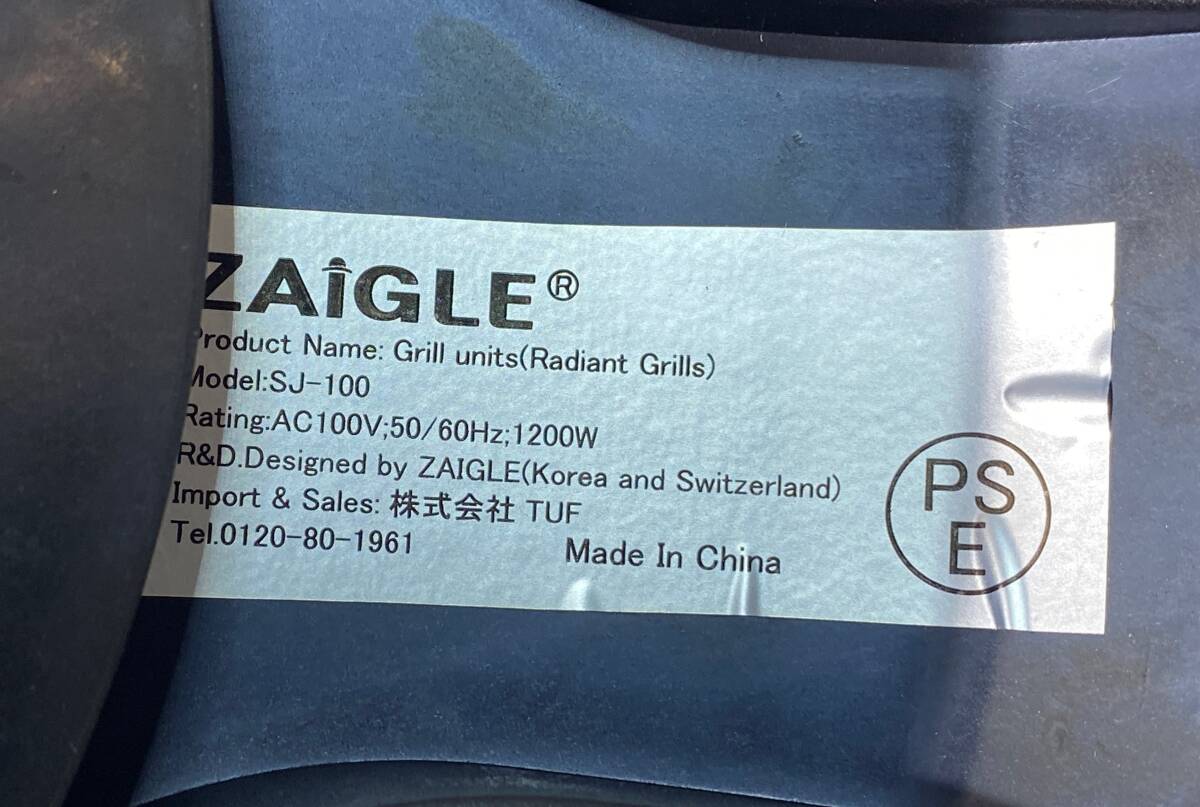 ZAiGLE®
Product Name: Grill units(Radiant Grills)
Model:SJ-100
Rating:AC100V;50/60Hz;1200W
R&D.Designed by ZAIGLE(Korea and Switzerland)
Import & Sales: 株式会社 TUF
Tel.0120-80-1961
Made In China
PS
E